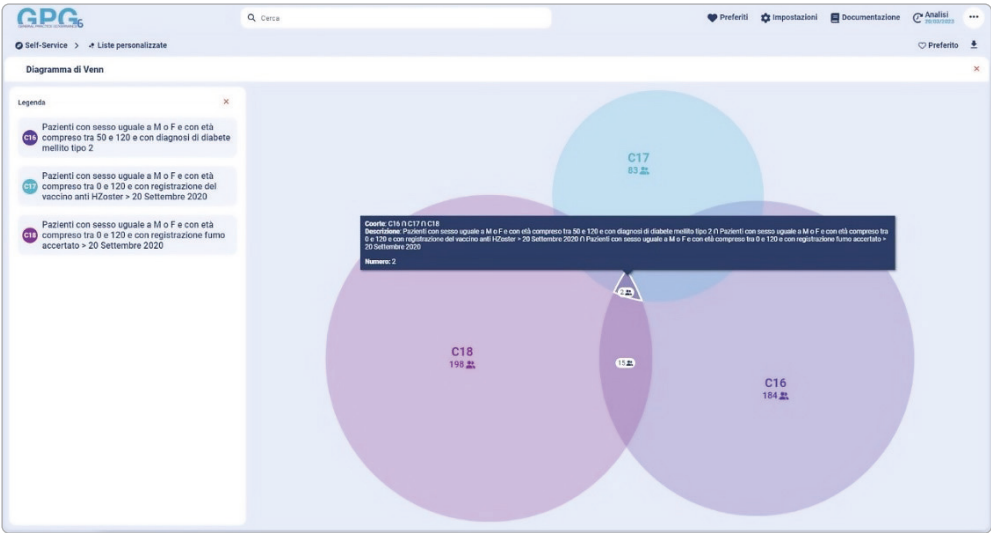 GPG
GENERAL PRACTICE GOVERNANCE
Cerca
Preferiti
Impostazioni
Documentazione
Analisi
Self-Service > Liste personalizzate
Preferito
Diagramma di Venn
Legenda
C16
Pazienti con sesso uguale a M o F e con età
compreso tra 50 e 120 e con diagnosi di diabete
mellito tipo 2
C17
Pazienti con sesso uguale a M o F e con età
compreso tra 0 e 120 e con registrazione del
vaccino anti HZoster > 20 Settembre 2020
C18
Pazienti con sesso uguale a M o F e con età
compreso tra 0 e 120 e con registrazione fumo
accertato > 20 Settembre 2020
C17
83
Coorte: C16 ∩ C17 ∩ C18
Descrizione: Pazienti con sesso uguale a M o F e con età compreso tra 50 e 120 e con diagnosi di diabete mellito tipo 2 ∩ Pazienti con sesso uguale a M o F e con età compreso tra
0 e 120 e con registrazione del vaccino anti HZoster > 20 Settembre 2020 ∩ Pazienti con sesso uguale a M o F e con età compreso tra 0 e 120 e con registrazione fumo accertato >
20 Settembre 2020
Numero: 2
2
C18
198
15
C16
184